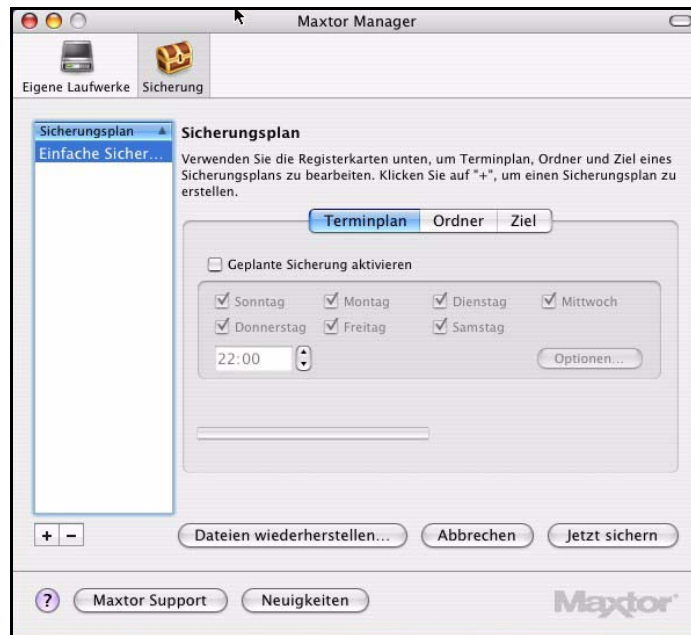 Maxtor Manager
Eigene Laufwerke
Sicherung
Sicherungsplan
Einfache Sicher...
Sicherungsplan
Verwenden Sie die Registerkarten unten, um Terminplan, Ordner und Ziel eines
Sicherungsplans zu bearbeiten. Klicken Sie auf "+", um einen Sicherungsplan zu
erstellen.
Terminplan Ordner Ziel
Geplante Sicherung aktivieren
Sonntag Montag Dienstag Mittwoch
Donnerstag Freitag Samstag
22:00 Optionen...
+ −
Dateien wiederherstellen... Abbrechen Jetzt sichern
? Maxtor Support Neuigkeiten Maxtor